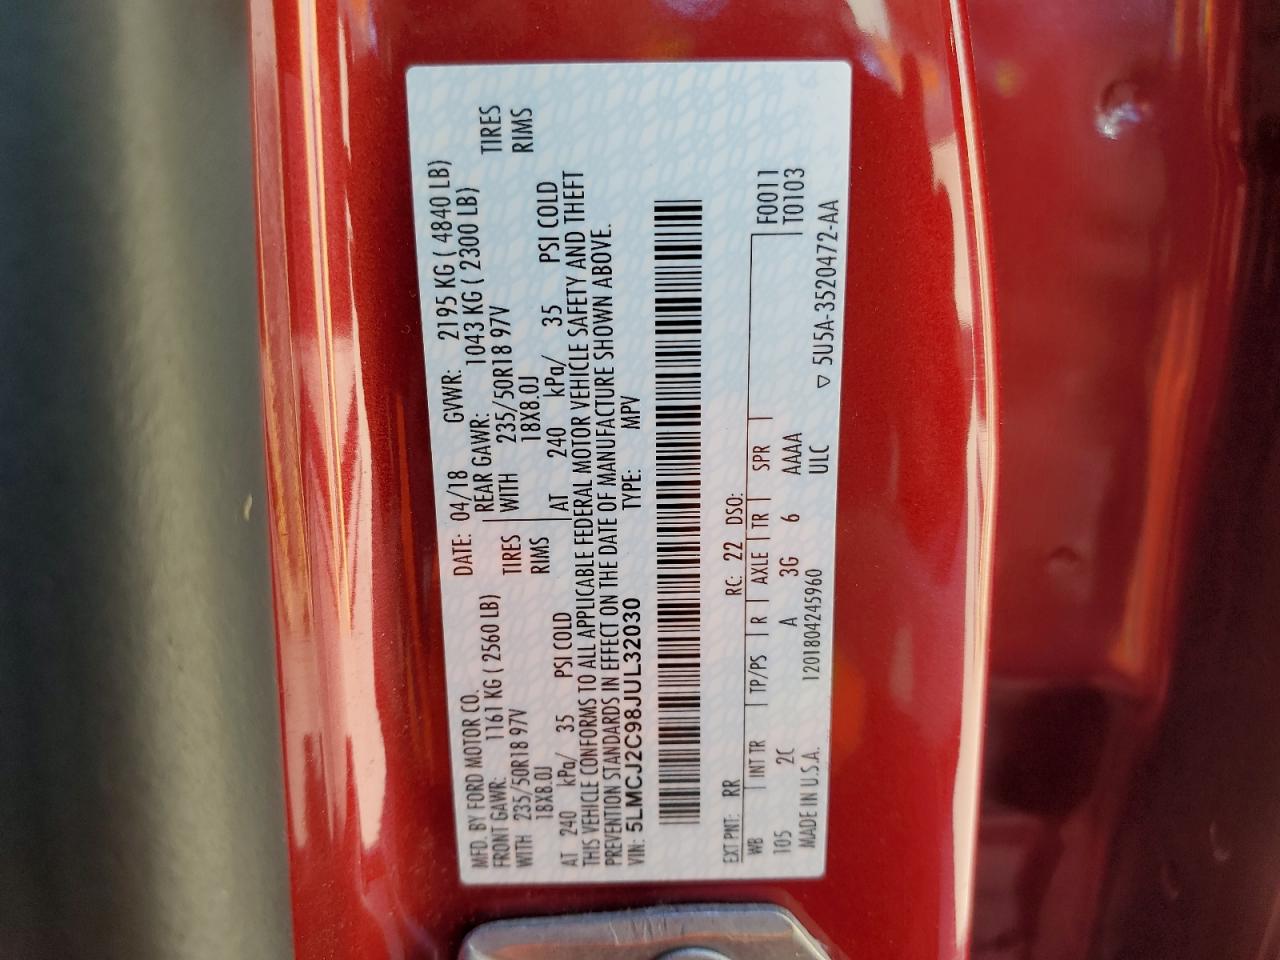 MFD. BY FORD MOTOR CO.
DATE: 04/18 GVWR: 2195 KG ( 4840 LB)
FRONT GAWR: 1161 KG ( 2560 LB) REAR GAWR: 1043 KG ( 2300 LB)
WITH 235/50R18 97V TIRES WITH 235/50R18 97V TIRES
18X8.0J RIMS 18X8.0J RIMS
AT 240 kPa/ 35 PSI COLD AT 240 kPa/ 35 PSI COLD
THIS VEHICLE CONFORMS TO ALL APPLICABLE FEDERAL MOTOR VEHICLE SAFETY AND THEFT
PREVENTION STANDARDS IN EFFECT ON THE DATE OF MANUFACTURE SHOWN ABOVE.
VIN: 5LMCJ2C98JUL32030 TYPE: MPV
EXT PNT: RR RC: 22 DSO:
WB INT TR TP/PS R AXLE TR SPR F0011
105 2C A 3G 6 AAAA T0103
MADE IN U.S.A. 1201804245960 ULC ▽ 5U5A-3520472-AA